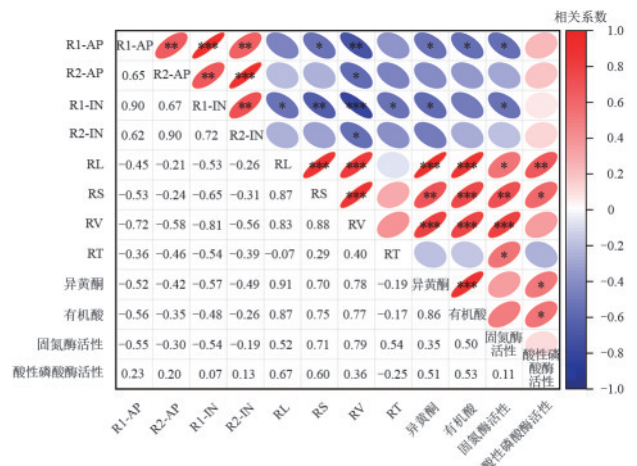 相关系数
R1-AP R1-AP ** *** ** * ** * * * 1.0
R2-AP 0.65 R2-AP ** *** * 0.8
R1-IN 0.90 0.67 R1-IN ** * ** *** * * * 0.6
R2-IN 0.62 0.90 0.72 R2-IN * 0.4
RL −0.45 −0.21 −0.53 −0.26 RL *** *** *** *** * ** 0.2
RS −0.53 −0.24 −0.65 −0.31 0.87 RS *** ** *** ** * 0
RV −0.72 −0.58 −0.81 −0.56 0.83 0.88 RV *** *** *** −0.2
RT −0.36 −0.46 −0.54 −0.39 −0.07 0.29 0.40 RT * −0.4
异黄酮 −0.52 −0.42 −0.57 −0.49 0.91 0.70 0.78 −0.19 异黄酮 *** *
有机酸 −0.56 −0.35 −0.48 −0.26 0.87 0.75 0.77 −0.17 0.86 有机酸 * −0.6
固氮酶活性 −0.55 −0.30 −0.54 −0.19 0.52 0.71 0.79 0.54 0.35 0.50 固氮酶活性 −0.8
酸性磷酸酶活性 0.23 0.20 0.07 0.13 0.67 0.60 0.36 −0.25 0.51 0.53 0.11 酸性磷酸酶活性 −1.0
R1-AP R2-AP R1-IN R2-IN RL RS RV RT 异黄酮 有机酸 固氮酶活性 酸性磷酸酶活性